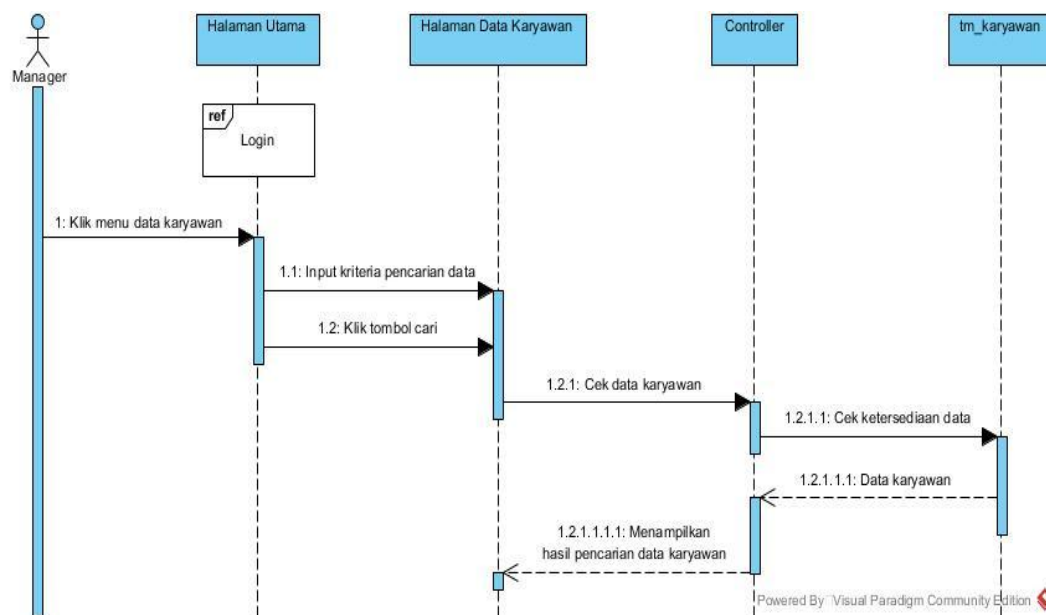 Halaman Utama
Halaman Data Karyawan
Controller
tm_karyawan
Manager
ref
Login
1: Klik menu data karyawan
1.1: Input kriteria pencarian data
1.2: Klik tombol cari
1.2.1: Cek data karyawan
1.2.1.1: Cek ketersediaan data
1.2.1.1.1: Data karyawan
1.2.1.1.1.1: Menampilkan
hasil pencarian data karyawan
Powered By Visual Paradigm Community Edition